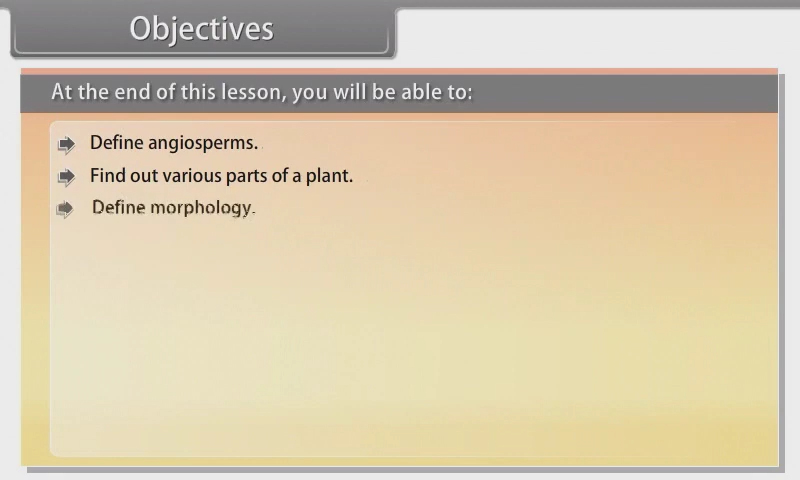 Objectives
At the end of this lesson, you will be able to:
Define angiosperms.
Find out various parts of a plant.
Define morphology.